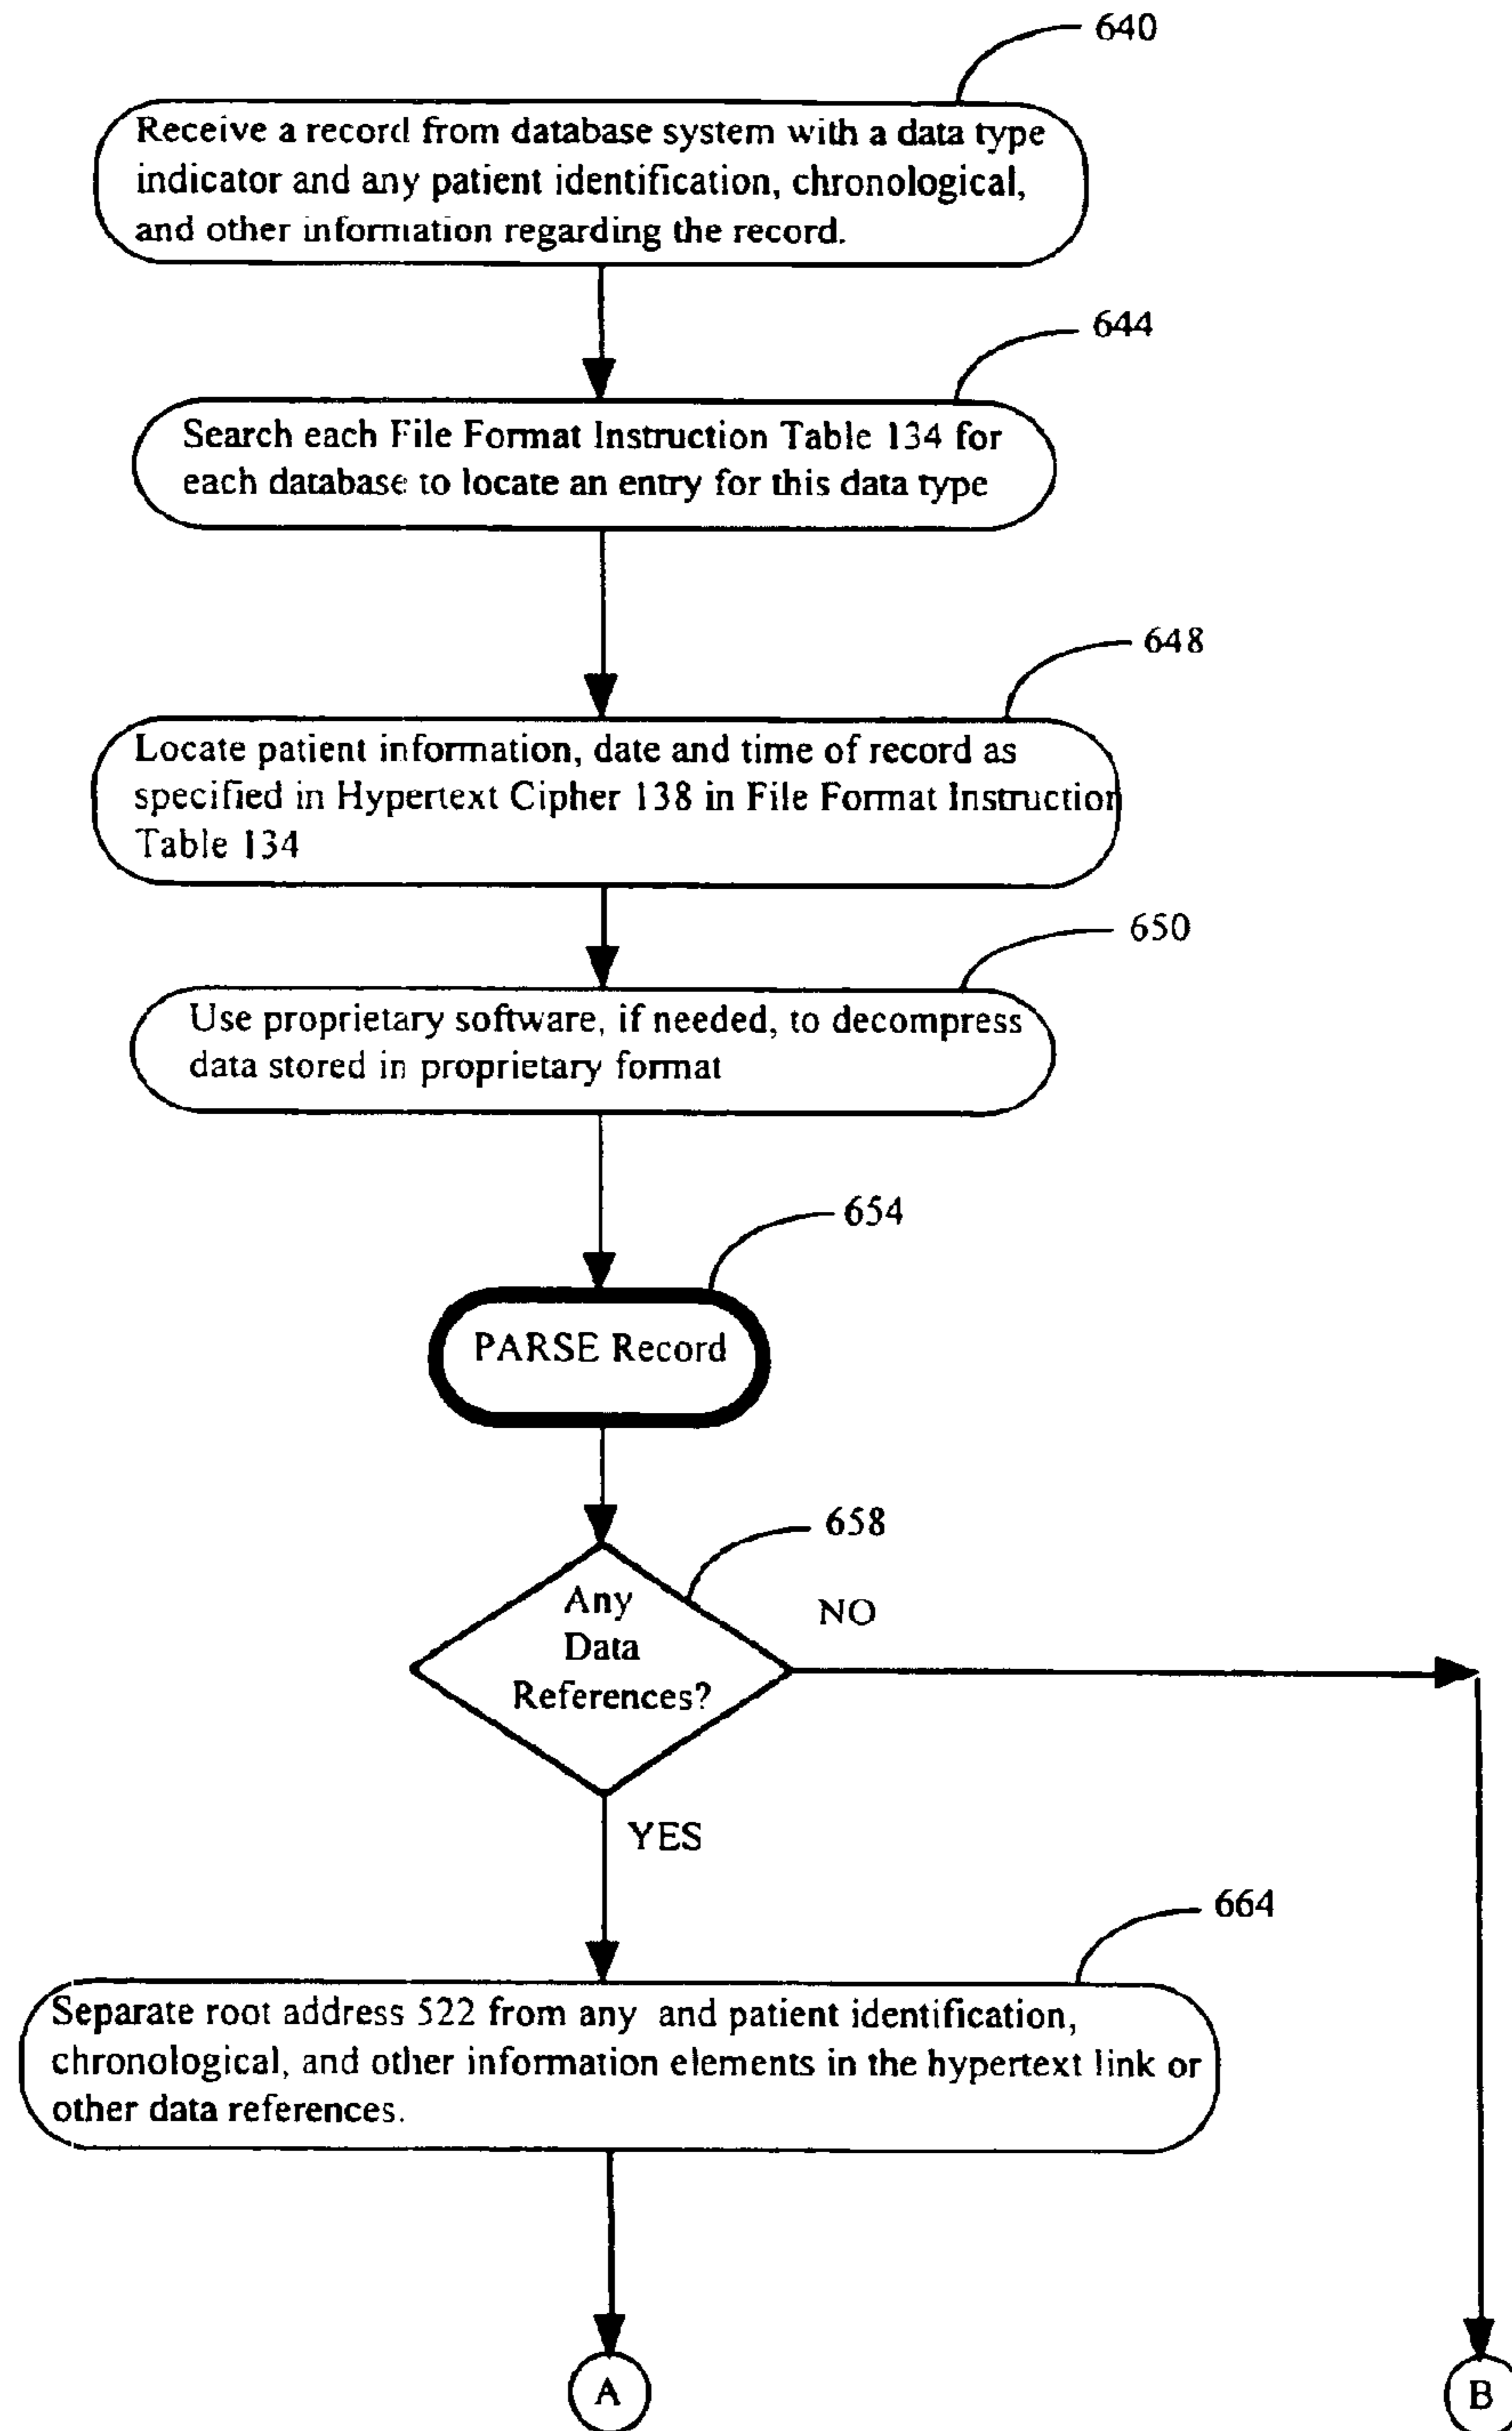 640
Receive a record from database system with a data type
indicator and any patient identification, chronological,
and other information regarding the record.
644
Search each File Format Instruction Table 134 for
each database to locate an entry for this data type
648
Locate patient information, date and time of record as
specified in Hypertext Cipher 138 in File Format Instruction
Table 134
650
Use proprietary software, if needed, to decompress
data stored in proprietary format
654
PARSE Record
658
Any
Data
References?
NO
YES
664
Separate root address 522 from any and patient identification,
chronological, and other information elements in the hypertext link or
other data references.
A
B